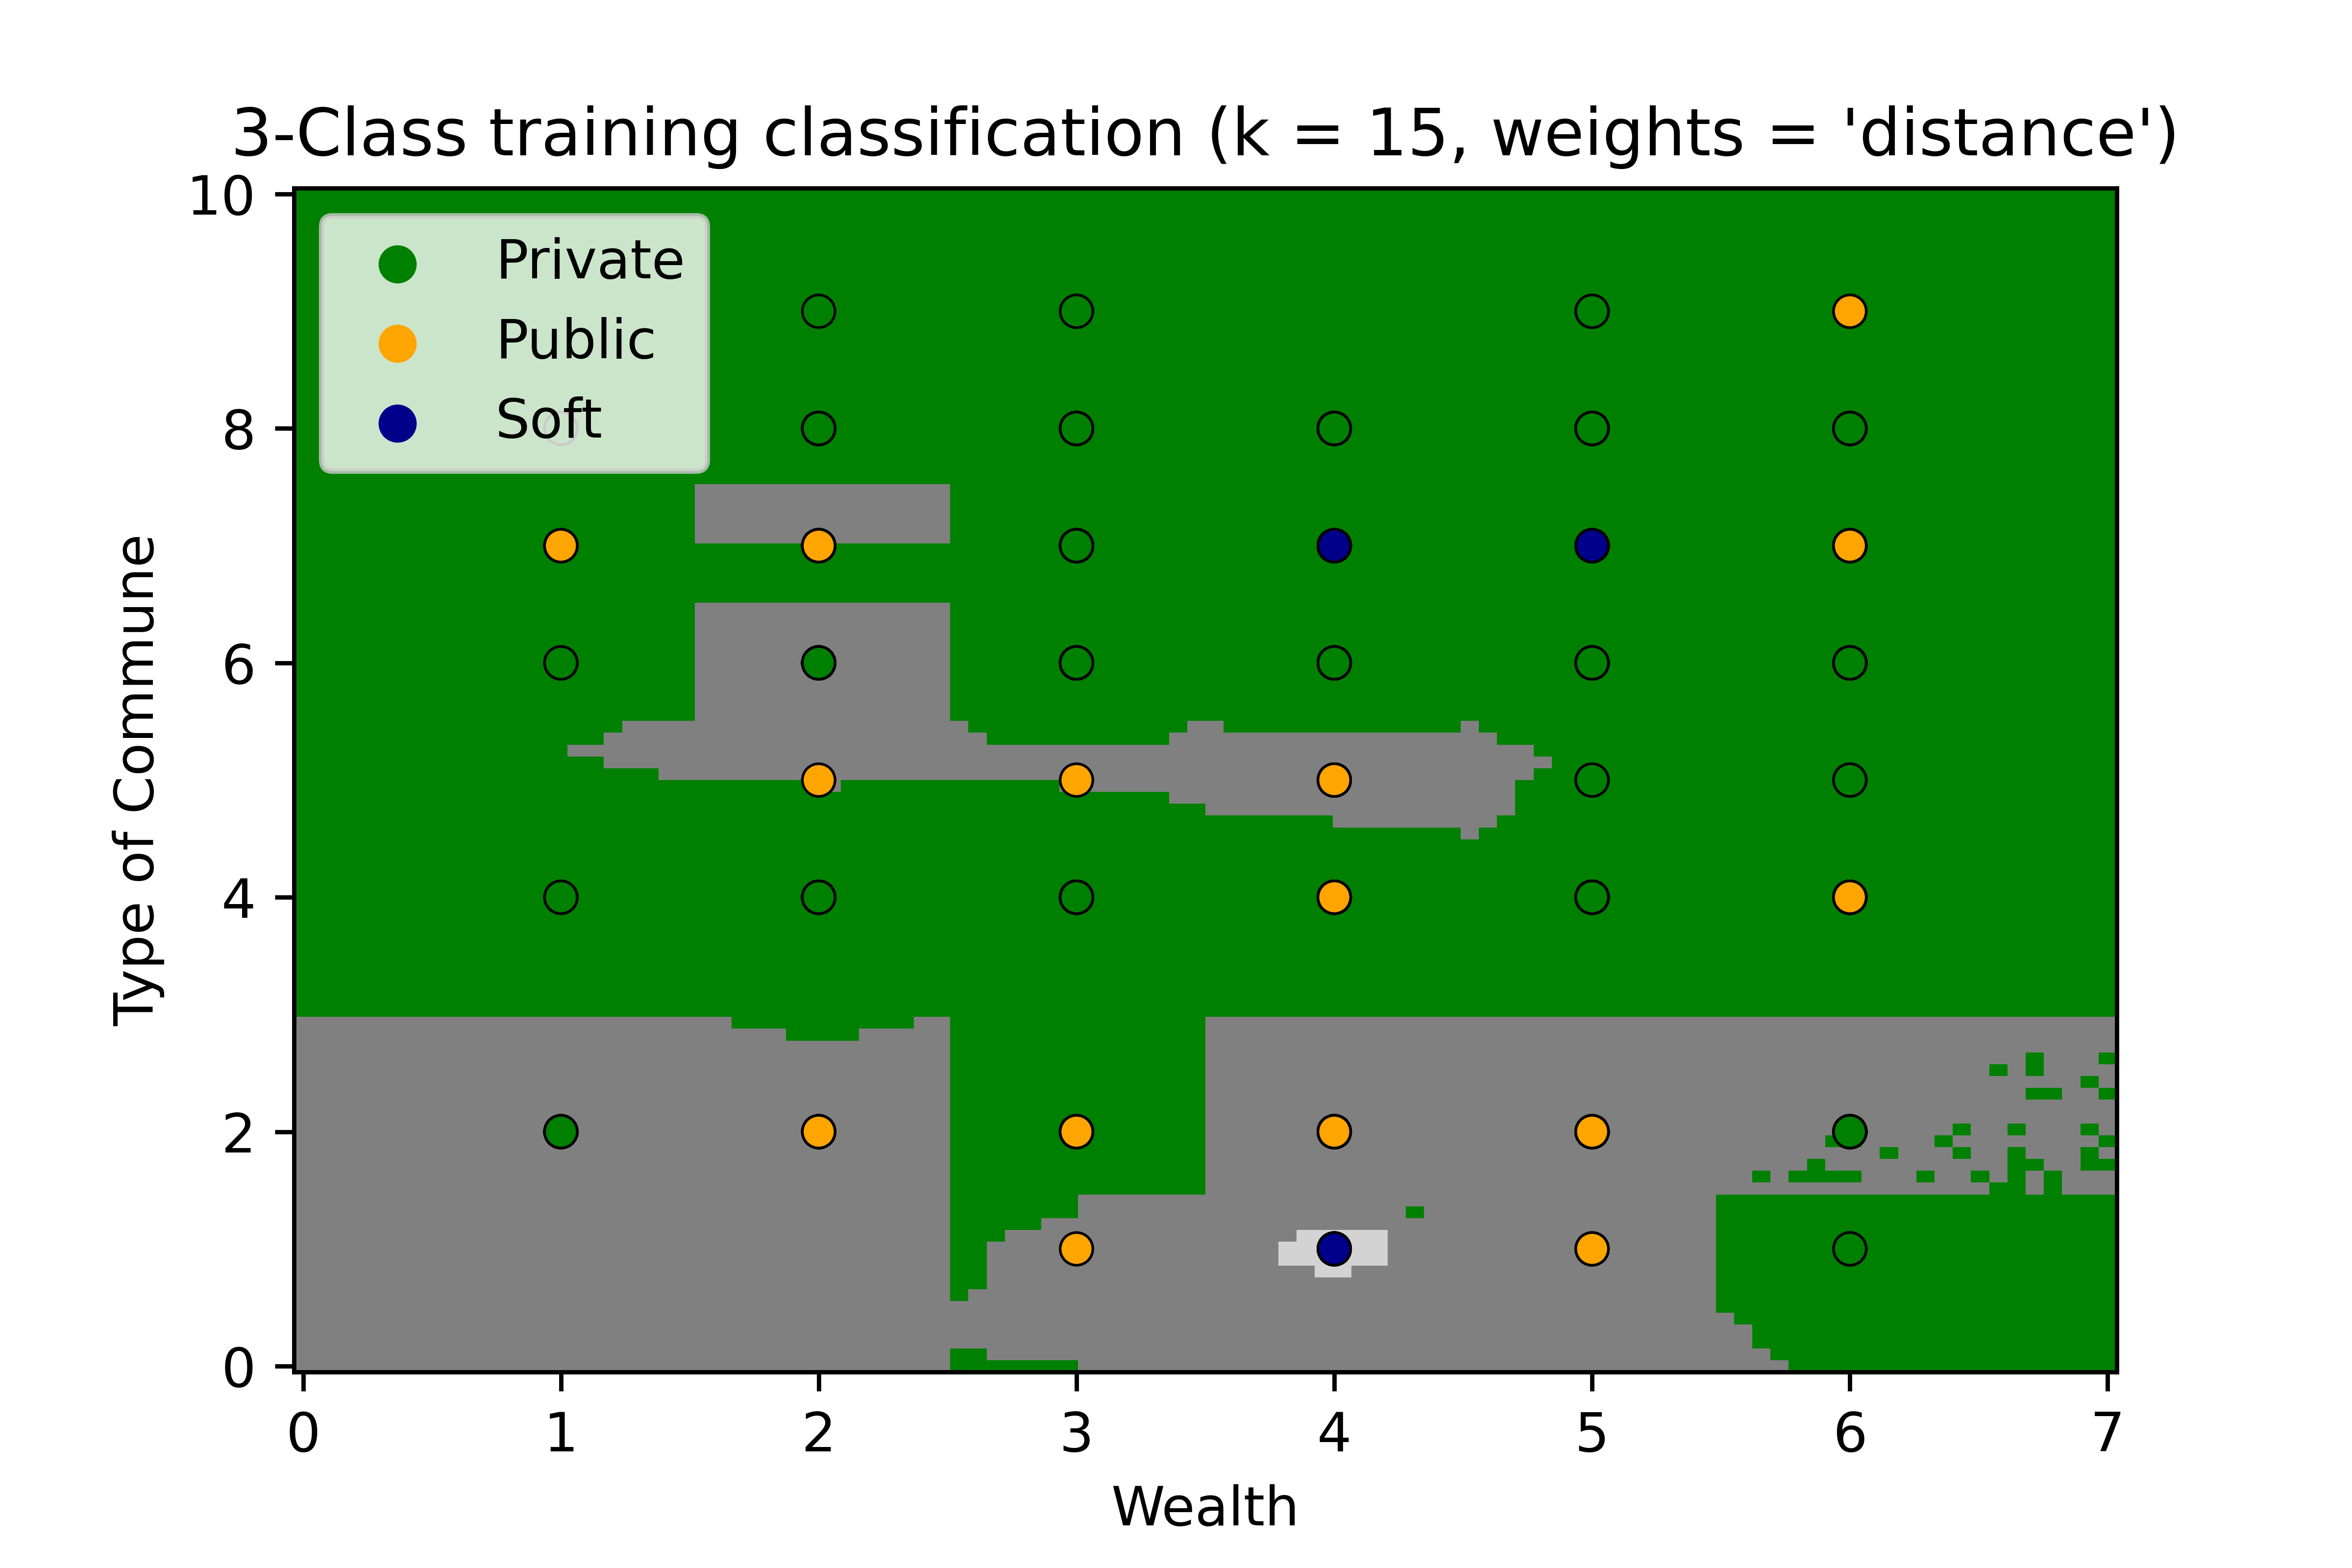 3-Class training classification (k = 15, weights = 'distance')
10
8
6
4
2
0
Type of Commune
Private
Public
Soft
0 1 2 3 4 5 6 7
Wealth